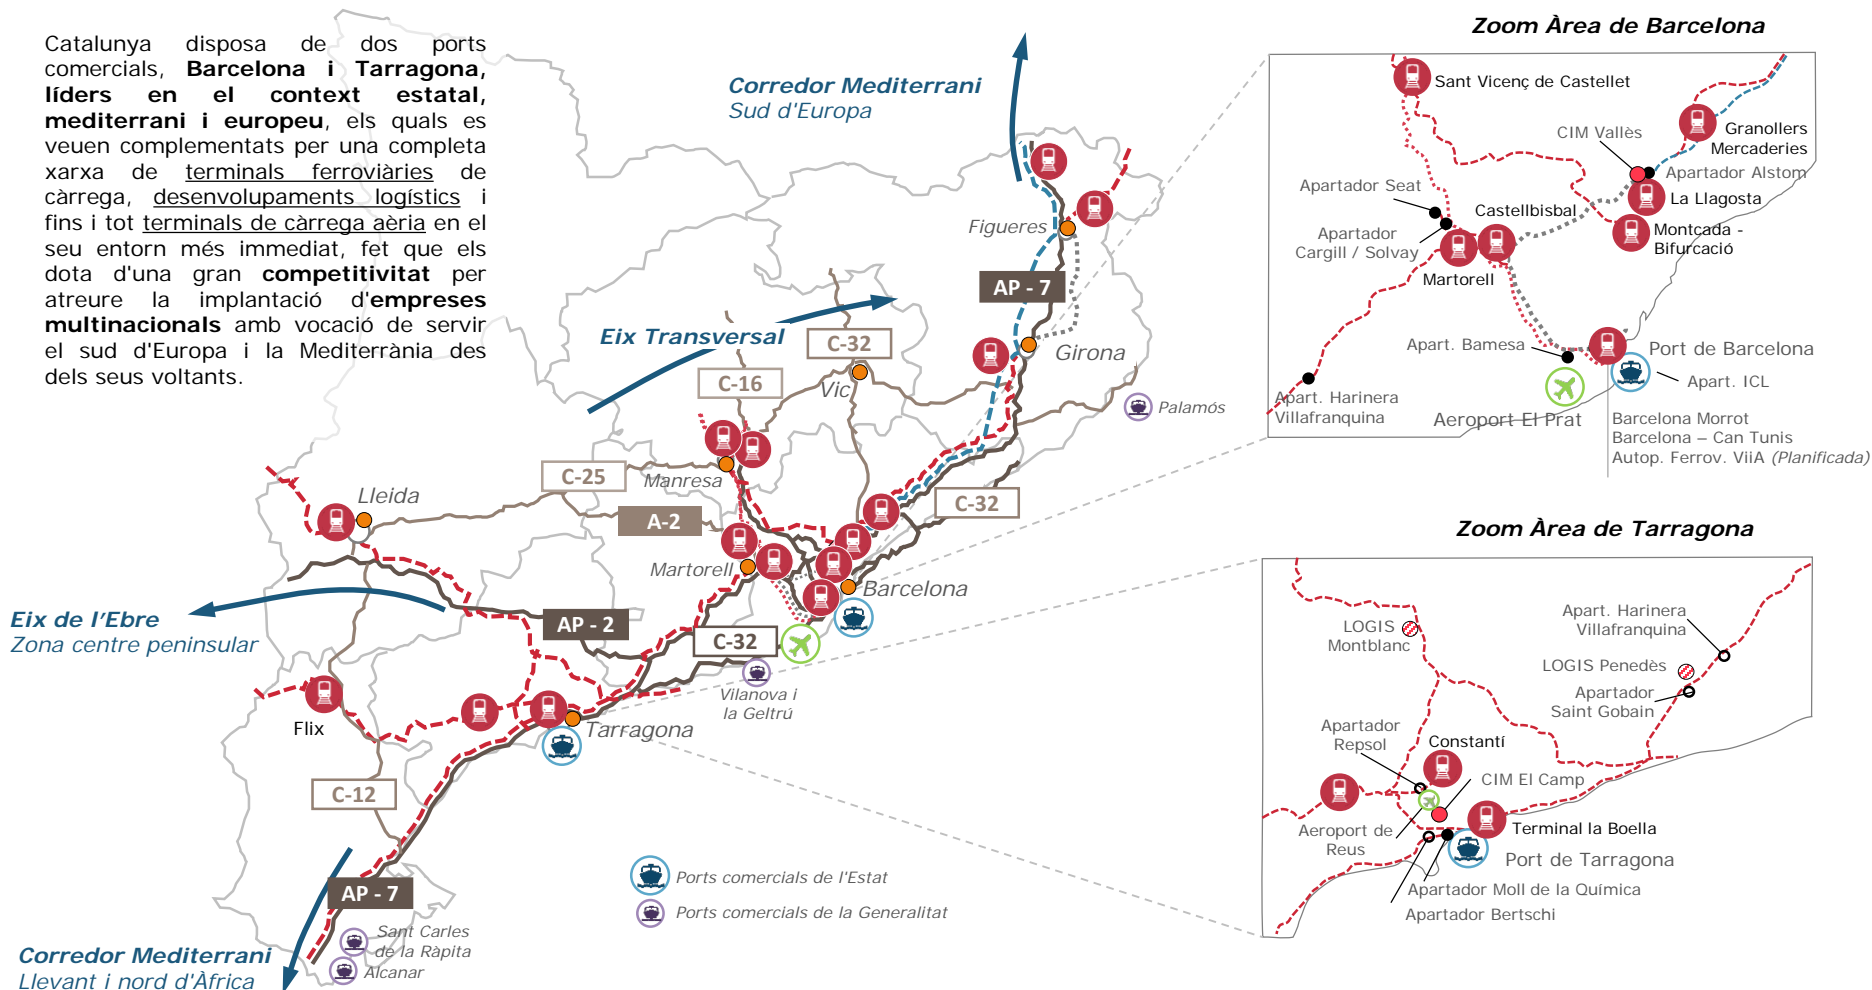 Catalunya disposa de dos ports
comercials, Barcelona i Tarragona,
líders en el context estatal,
mediterrani i europeu, els quals es
veuen complementats per una completa
xarxa de terminals ferroviàries de
càrrega, desenvolupaments logístics i
fins i tot terminals de càrrega aèria en el
seu entorn més immediat, fet que els
dota d'una gran competitivitat per
atreure la implantació d'empreses
multinacionals amb vocació de servir
el sud d'Europa i la Mediterrània des
dels seus voltants.
Corredor Mediterrani
Sud d'Europa
Figueres
AP - 7
Eix Transversal
C-32
Girona
C-16
Vic
Palamós
C-25
Manresa
Lleida
A-2
C-32
Martorell
Barcelona
Eix de l'Ebre
Zona centre peninsular
AP - 2
C-32
Vilanova i
la Geltrú
Flix
Tarragona
C-12
AP - 7
Sant Carles
de la Ràpita
Alcanar
Corredor Mediterrani
Llevant i nord d'Àfrica
Ports comercials de l'Estat
Ports comercials de la Generalitat
Zoom Àrea de Barcelona
Sant Vicenç de Castellet
CIM Vallès
Granollers
Mercaderies
Apartador Alstom
Apartador Seat
La Llagosta
Castellbisbal
Apartador
Cargill / Solvay
Montcada -
Bifurcació
Martorell
Apart. Bamesa
Port de Barcelona
Apart. ICL
Apart. Harinera
Villafranquina
Aeroport El Prat
Barcelona Morrot
Barcelona – Can Tunis
Autop. Ferrov. ViiA (Planificada)
Zoom Àrea de Tarragona
Apart. Harinera
Villafranquina
LOGIS
Montblanc
LOGIS Penedès
Apartador
Saint Gobain
Apartador
Repsol
Constantí
CIM El Camp
Aeroport de
Reus
Terminal la Boella
Port de Tarragona
Apartador Moll de la Química
Apartador Bertschi